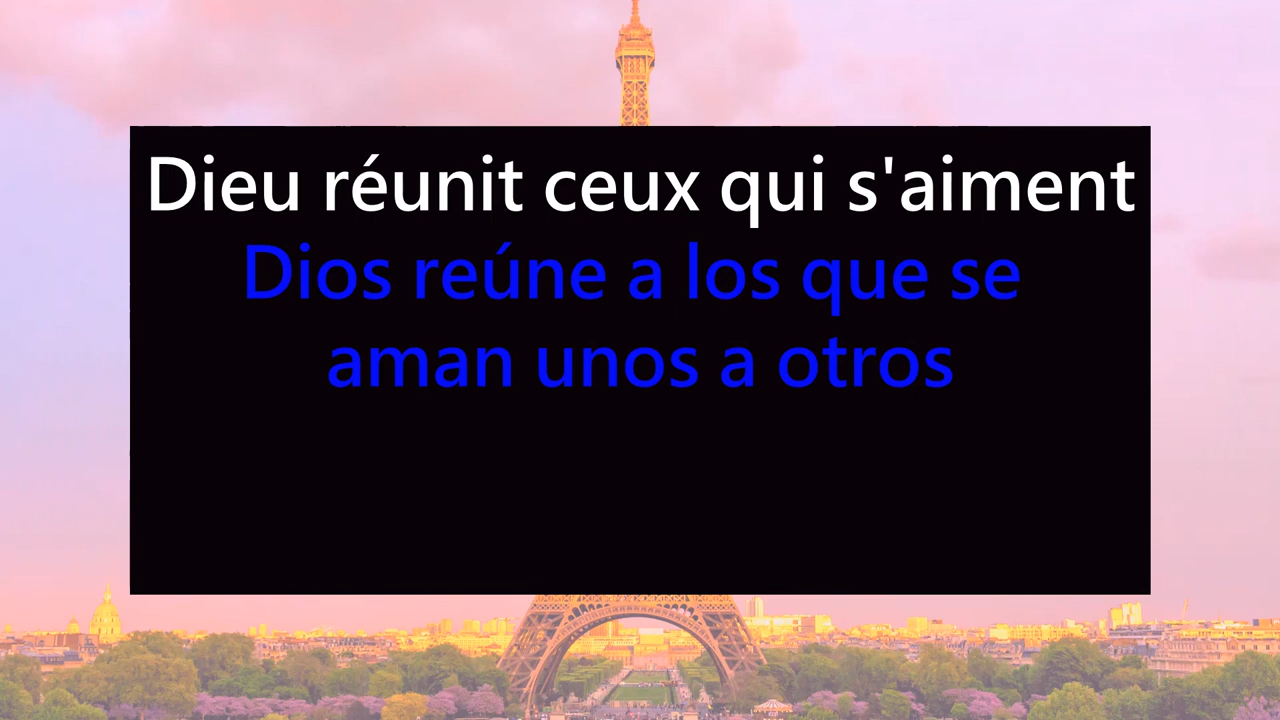 Dieu réunit ceux qui s'aiment
Dios reúne a los que se
aman unos a otros